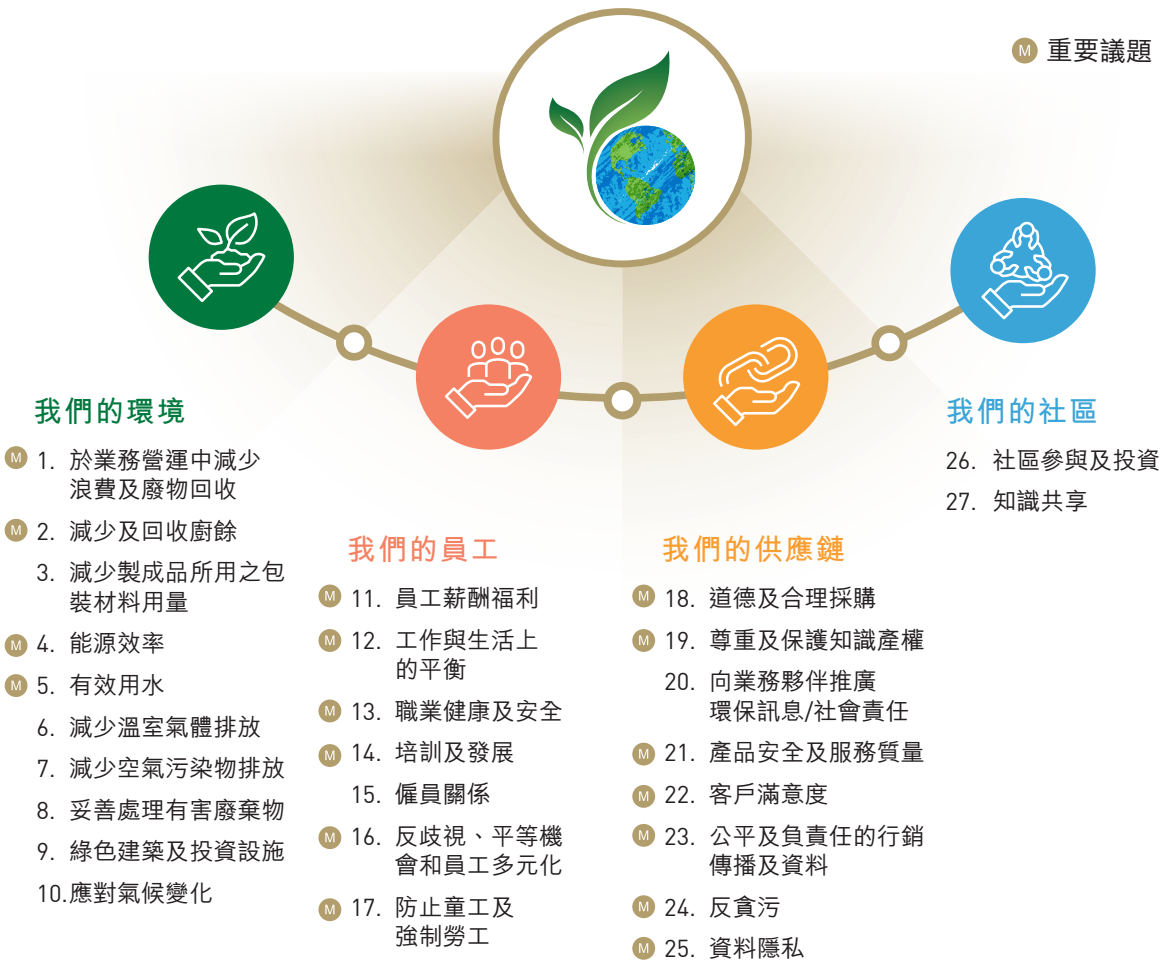 M 重要議題
我們的環境
M 1. 於業務營運中減少
浪費及廢物回收
M 2. 減少及回收廚餘
3. 減少製成品所用之包
裝材料用量
M 4. 能源效率
M 5. 有效用水
6. 減少溫室氣體排放
7. 減少空氣污染物排放
8. 妥善處理有害廢棄物
9. 綠色建築及投資設施
10.應對氣候變化
我們的員工
M 11. 員工薪酬福利
M 12. 工作與生活上
的平衡
M 13. 職業健康及安全
M 14. 培訓及發展
15. 僱員關係
M 16. 反歧視、平等機
會和員工多元化
M 17. 防止童工及
強制勞工
我們的供應鏈
M 18. 道德及合理採購
M 19. 尊重及保護知識產權
20. 向業務夥伴推廣
環保訊息/社會責任
M 21. 產品安全及服務質量
M 22. 客戶滿意度
M 23. 公平及負責任的行銷
傳播及資料
M 24. 反貪污
M 25. 資料隱私
我們的社區
26. 社區參與及投資
27. 知識共享